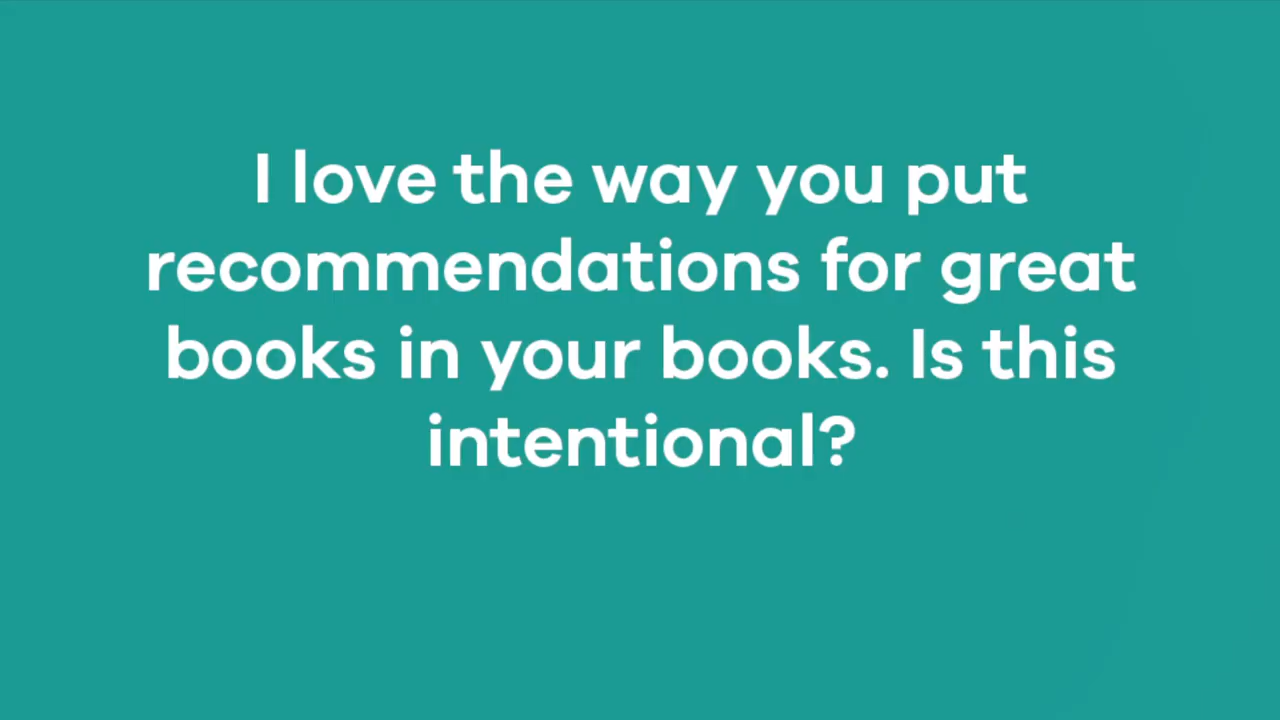 I love the way you put
recommendations for great
books in your books. Is this
intentional?